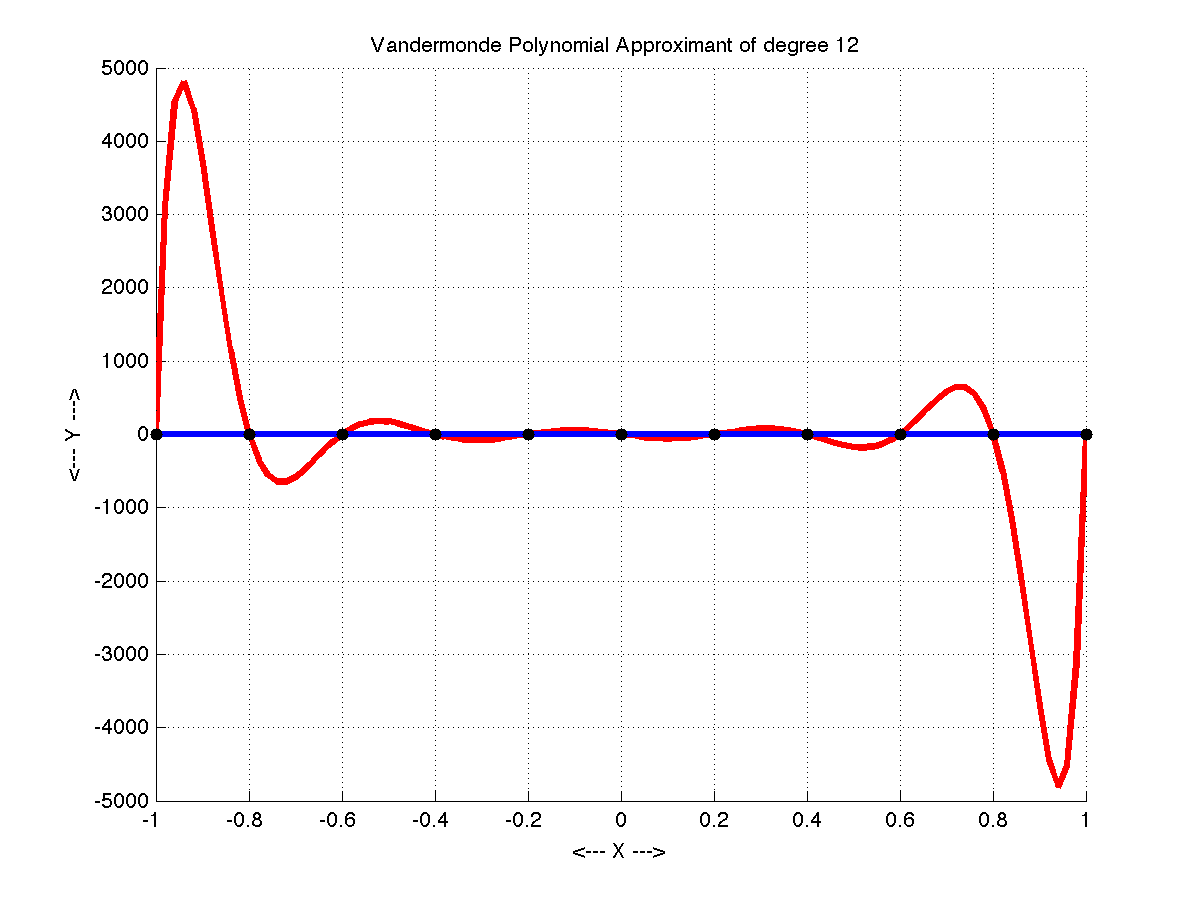 Vandermonde Polynomial Approximant of degree 12
5000
4000
3000
2000
1000
0
-1000
-2000
-3000
-4000
-5000
<--- Y --->
-1 -0.8 -0.6 -0.4 -0.2 0 0.2 0.4 0.6 0.8 1
<--- X --->